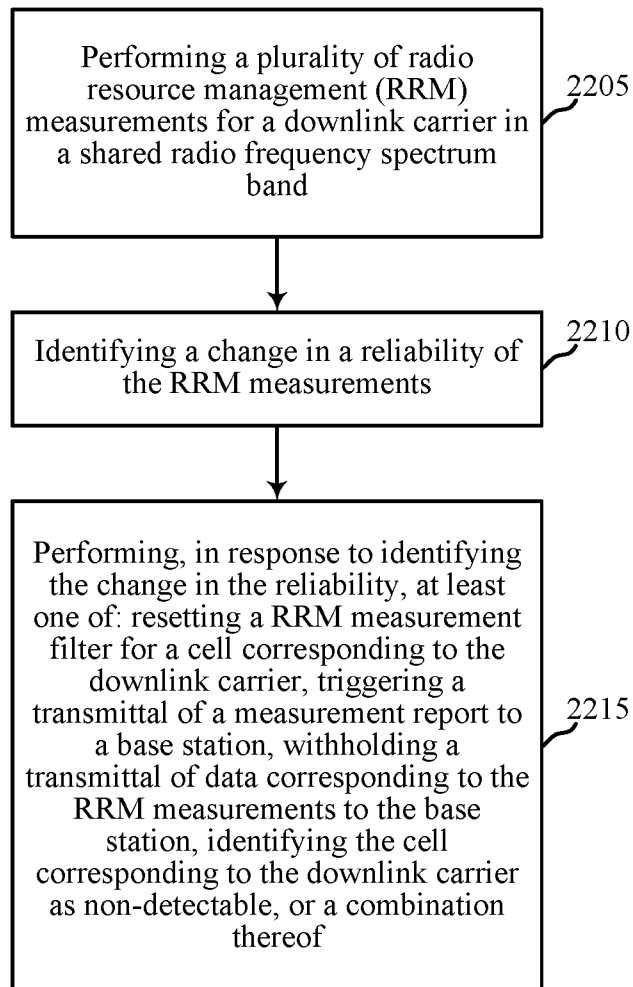 Performing a plurality of radio
resource management (RRM)
measurements for a downlink carrier in
a shared radio frequency spectrum
band
2205
Identifying a change in a reliability of
the RRM measurements
2210
Performing, in response to identifying
the change in the reliability, at least
one of: resetting a RRM measurement
filter for a cell corresponding to the
downlink carrier, triggering a
transmittal of a measurement report to
a base station, withholding a
transmittal of data corresponding to the
RRM measurements to the base
station, identifying the cell
corresponding to the downlink carrier
as non-detectable, or a combination
thereof
2215